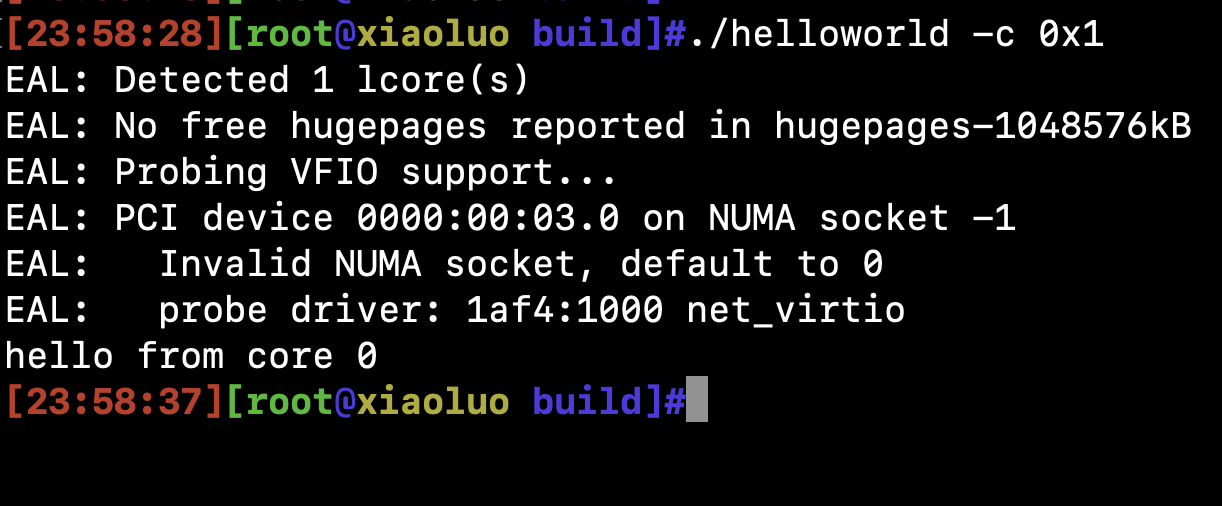 [23:58:28][root@xiaoluo build]#./helloworld -c 0x1
EAL: Detected 1 lcore(s)
EAL: No free hugepages reported in hugepages-1048576kB
EAL: Probing VFIO support...
EAL: PCI device 0000:00:03.0 on NUMA socket -1
EAL:   Invalid NUMA socket, default to 0
EAL:   probe driver: 1af4:1000 net_virtio
hello from core 0
[23:58:37][root@xiaoluo build]#